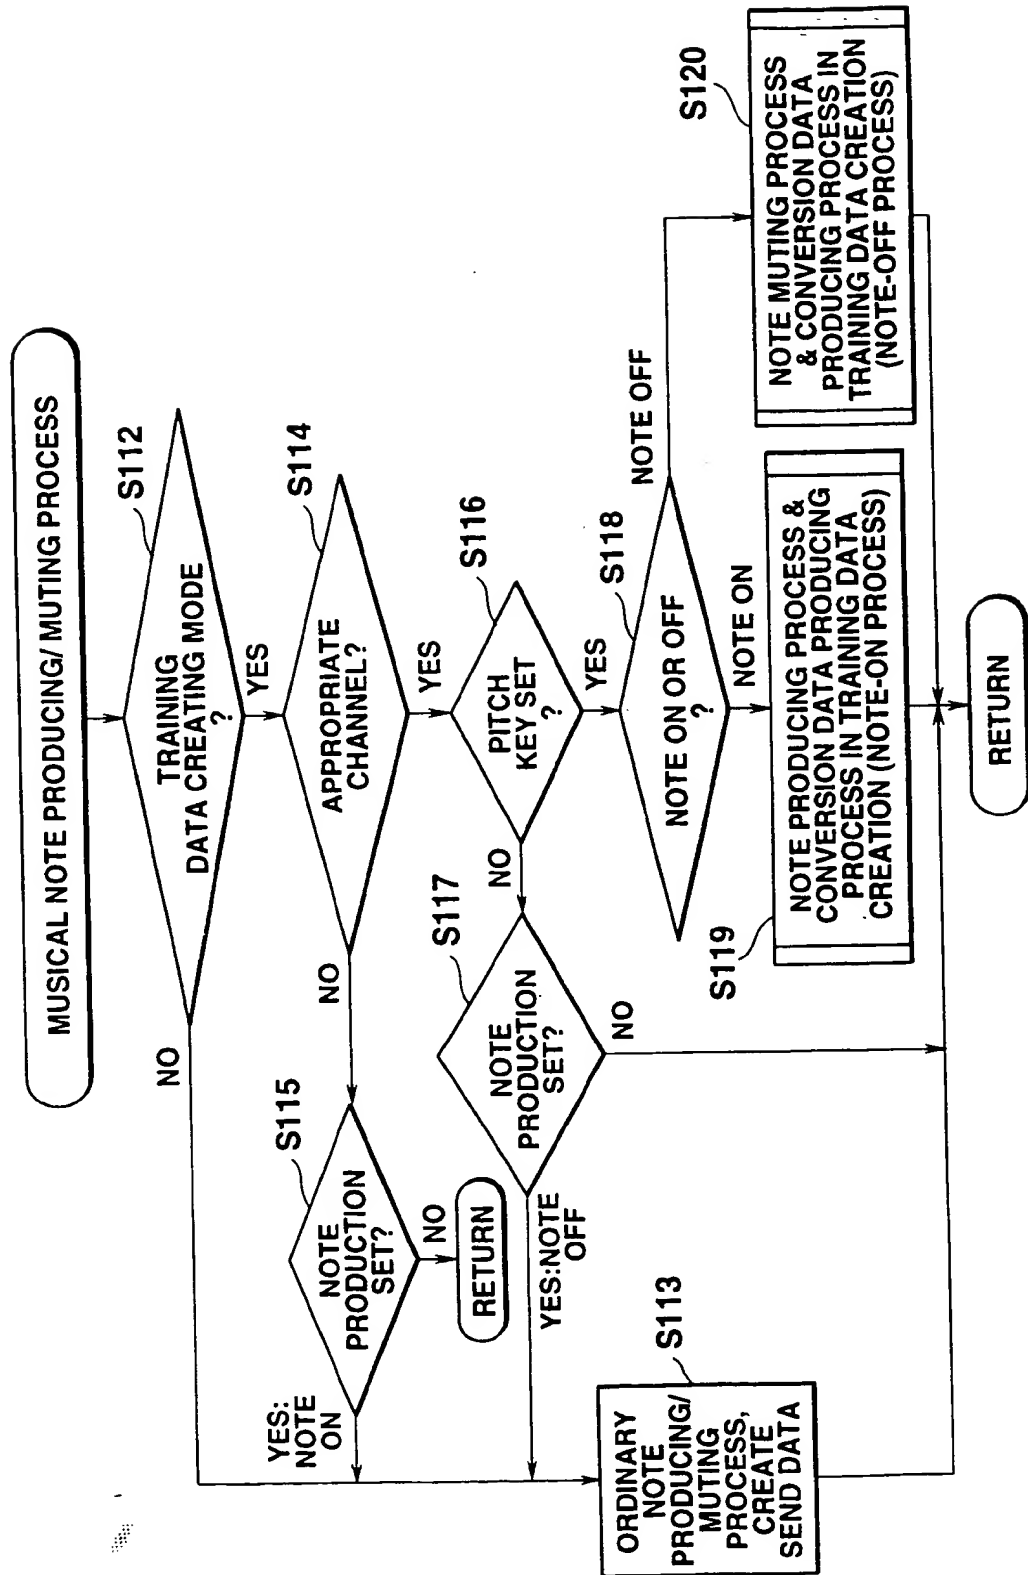 MUSICAL NOTE PRODUCING/ MUTING PROCESS
S112
TRAINING
DATA CREATING MODE
?
NO
YES
S114
APPROPRIATE
CHANNEL?
NO
YES
S115
NOTE
PRODUCTION
SET?
YES:
NOTE
ON
NO
RETURN
S116
PITCH
KEY SET
?
NO
YES
S117
NOTE
PRODUCTION
SET?
YES:NOTE
OFF
NO
S118
NOTE ON OR OFF
?
NOTE OFF
NOTE ON
S113
ORDINARY
NOTE
PRODUCING/
MUTING
PROCESS,
CREATE
SEND DATA
S119
NOTE PRODUCING PROCESS &
CONVERSION DATA PRODUCING
PROCESS IN TRAINING DATA
CREATION (NOTE-ON PROCESS)
S120
NOTE MUTING PROCESS
& CONVERSION DATA
PRODUCING PROCESS IN
TRAINING DATA CREATION
(NOTE-OFF PROCESS)
RETURN